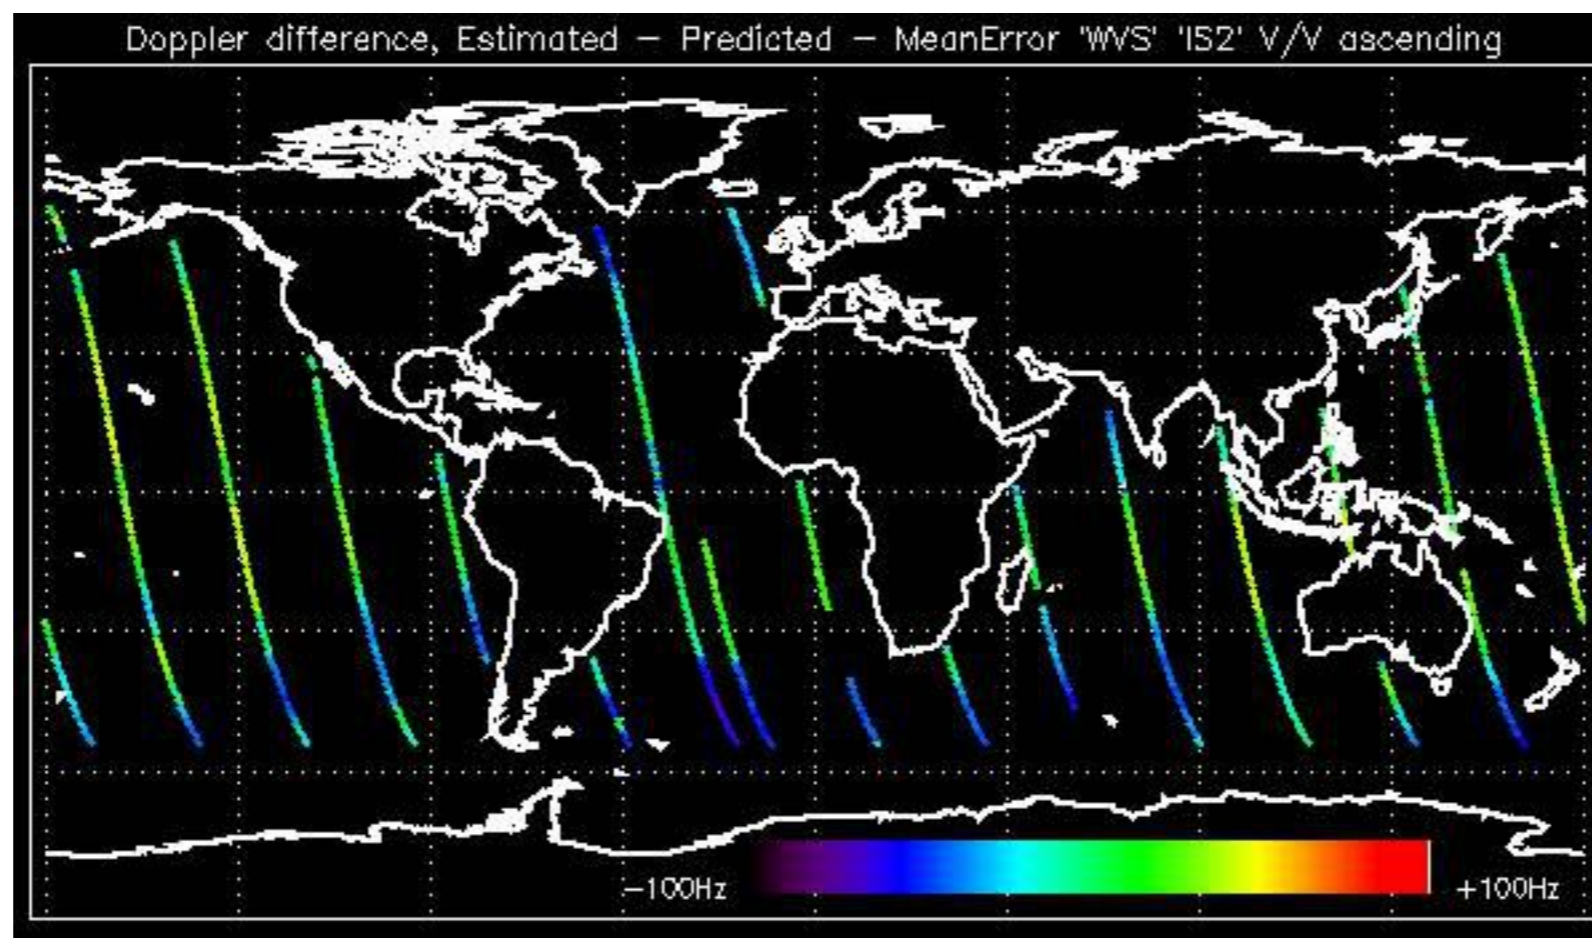 Doppler difference, Estimated — Predicted — MeanError 'WVS' 'IS2' V/V ascending
—100Hz
+100Hz